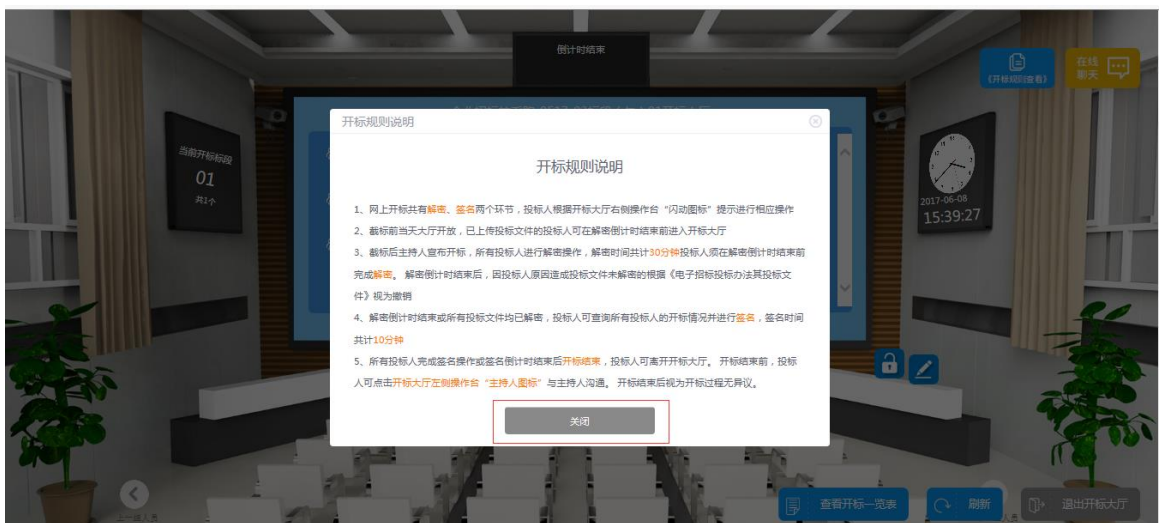 倒计时结束
《开标规则查看》
在线
聊天
当前开标标段
01
共1个
2017-06-08
15:39:27
开标规则说明
开标规则说明
1、网上开标共有解密、签名两个环节，投标人根据开标大厅右侧操作台“闪动图标”提示进行相应操作
2、截标前当天大厅开放，已上传投标文件的投标人可在解密倒计时结束前进入开标大厅
3、截标后主持人宣布开标，所有投标人进行解密操作，解密时间共计30分钟投标人须在解密倒计时结束前
完成解密。 解密倒计时结束后，因投标人原因造成投标文件未解密的根据《电子招标投标办法其投标文
件》视为撤销
4、解密倒计时结束或所有投标文件均已解密，投标人可查询所有投标人的开标情况并进行签名，签名时间
共计10分钟
5、所有投标人完成签名操作或签名倒计时结束后开标结束，投标人可离开开标大厅。 开标结束前，投标
人可点击开标大厅左侧操作台“主持人图标”与主持人沟通。 开标结束后视为开标过程无异议。
关闭
查看开标一览表
刷新
退出开标大厅